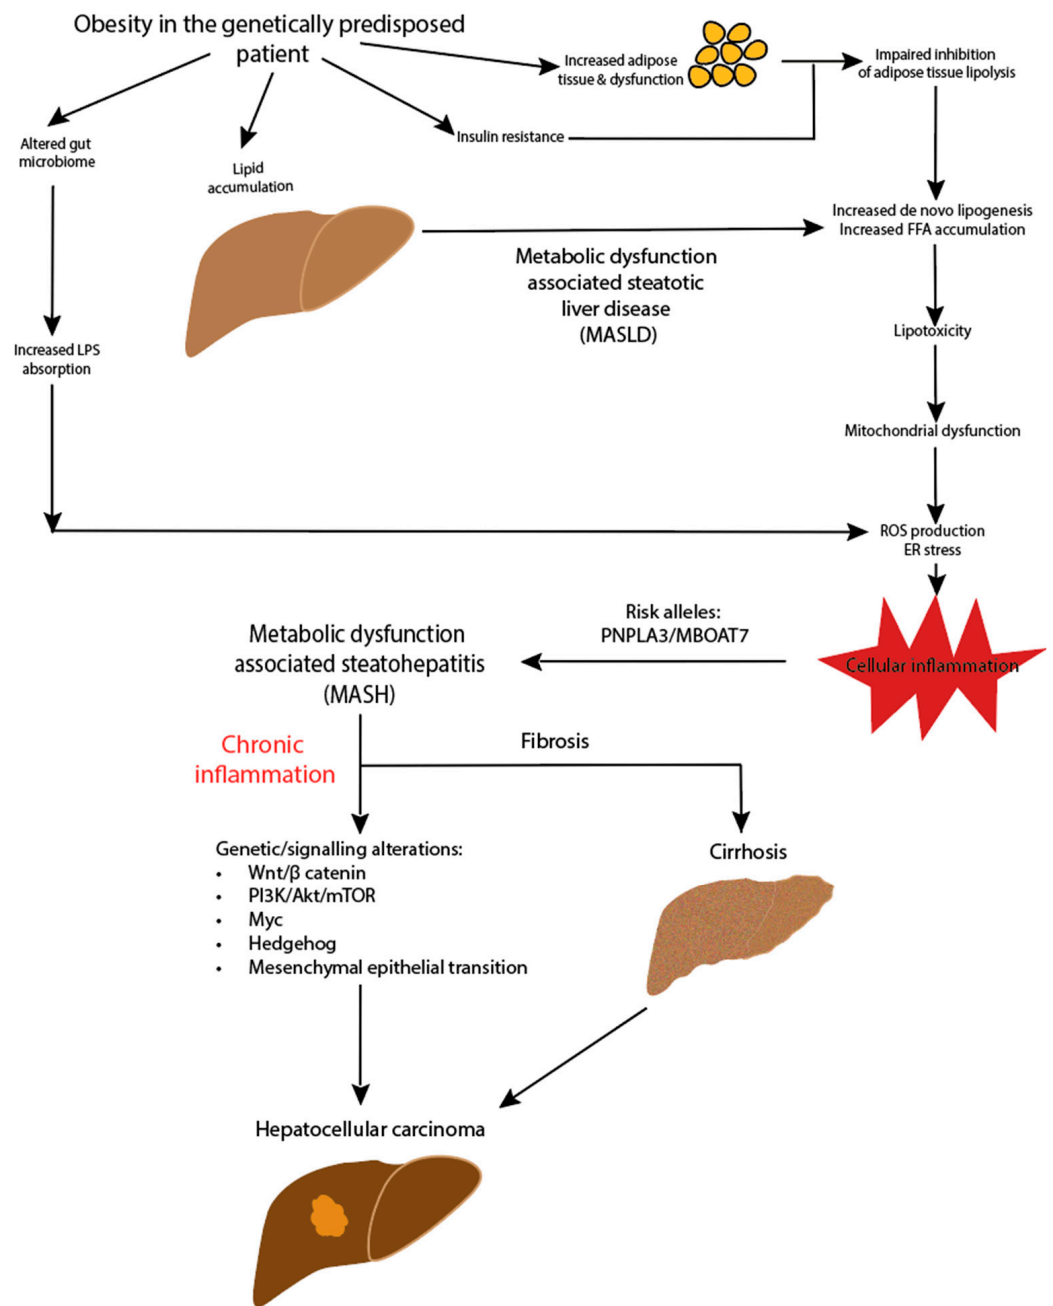 Obesity in the genetically predisposed
patient
Increased adipose
tissue & dysfunction
Impaired inhibition
of adipose tissue lipolysis
Altered gut
microbiome
Insulin resistance
Lipid
accumulation
Increased de novo lipogenesis
Increased FFA accumulation
Metabolic dysfunction
associated steatotic
liver disease
(MASLD)
Lipotoxicity
Increased LPS
absorption
Mitochondrial dysfunction
ROS production
ER stress
Risk alleles:
PNPLA3/MBOAT7
Cellular inflammation
Metabolic dysfunction
associated steatohepatitis
(MASH)
Chronic
inflammation
Fibrosis
Genetic/signalling alterations:
• Wnt/β catenin
• PI3K/Akt/mTOR
• Myc
• Hedgehog
• Mesenchymal epithelial transition
Cirrhosis
Hepatocellular carcinoma